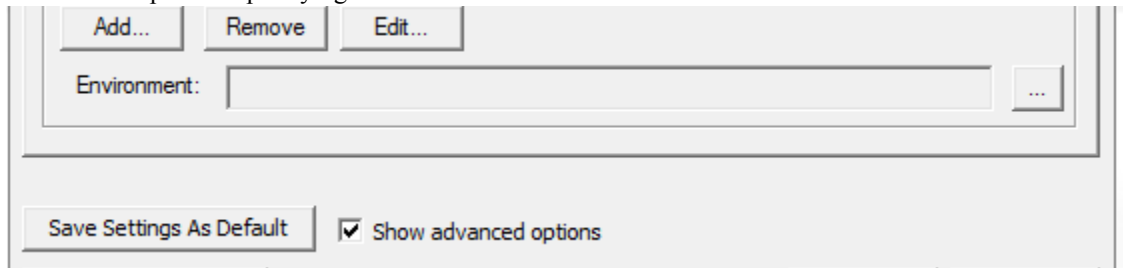 Add... Remove Edit...
Environment: ...
Save Settings As Default Show advanced options